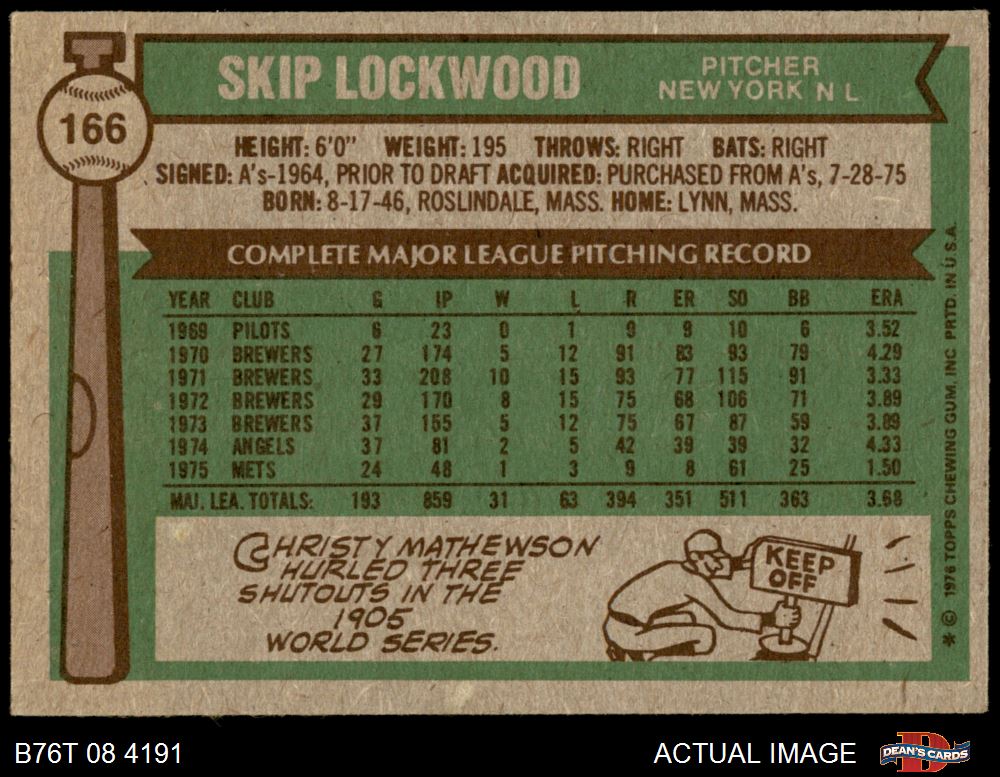 SKIP LOCKWOOD
PITCHER
NEW YORK N L
166
HEIGHT: 6'0" WEIGHT: 195 THROWS: RIGHT BATS: RIGHT
SIGNED: A's-1964, PRIOR TO DRAFT ACQUIRED: PURCHASED FROM A's, 7-28-75
BORN: 8-17-46, ROSLINDALE, MASS. HOME: LYNN, MASS.
COMPLETE MAJOR LEAGUE PITCHING RECORD
YEAR CLUB G IP W L R ER SO BB ERA
1969 PILOTS 6 23 0 1 9 9 10 6 3.52
1970 BREWERS 27 174 5 12 91 83 93 79 4.29
1971 BREWERS 33 208 10 15 93 77 115 91 3.33
1972 BREWERS 29 170 8 15 75 68 106 71 3.89
1973 BREWERS 37 155 5 12 75 67 87 59 3.89
1974 ANGELS 37 81 2 5 42 39 39 32 4.33
1975 METS 24 48 1 3 9 8 61 25 1.50
MAJ. LEA. TOTALS: 193 859 31 63 394 351 511 363 3.68
CHRISTY MATHEWSON
HURLED THREE
SHUTOUTS IN THE
1905
WORLD SERIES.
KEEP
OFF
* © 1976 TOPPS CHEWING GUM, INC. PRTD. IN U.S.A.
B76T 08 4191
ACTUAL IMAGE
DEAN'S CARDS